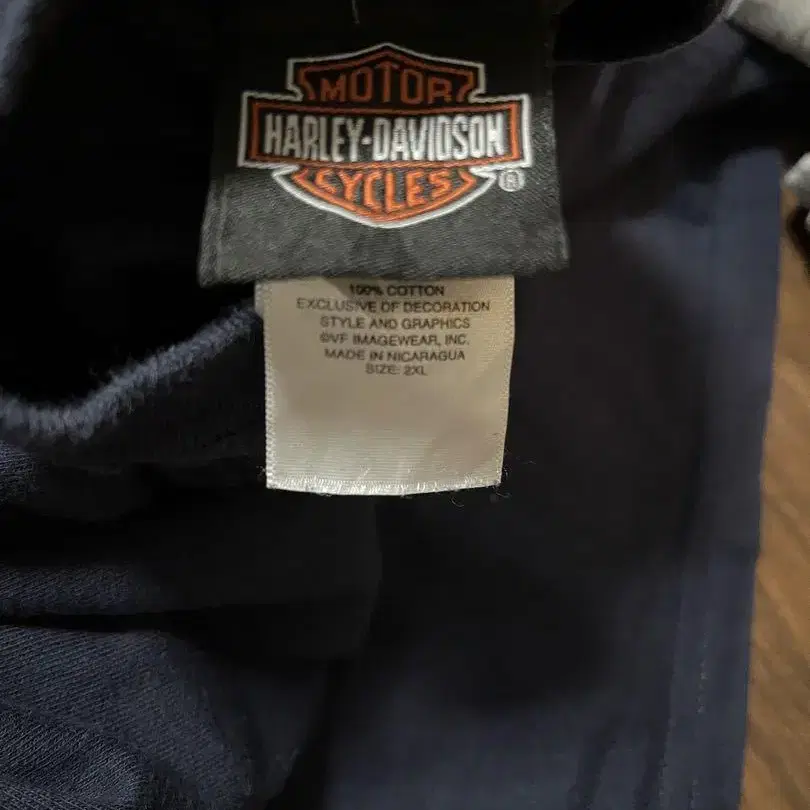 MOTOR
HARLEY-DAVIDSON
CYCLES
®
100% COTTON
EXCLUSIVE OF DECORATION
STYLE AND GRAPHICS
©VF IMAGEWEAR, INC.
MADE IN NICARAGUA
SIZE: 2XL